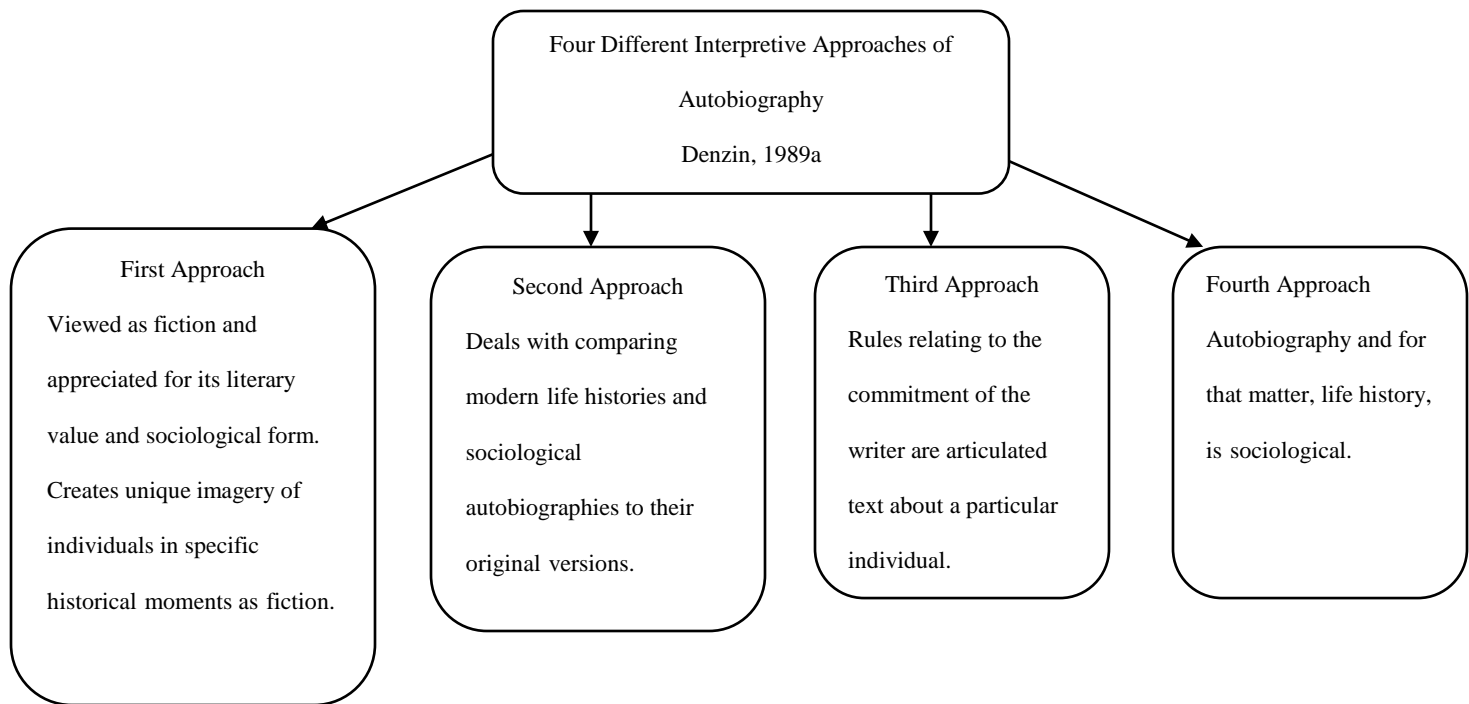 Four Different Interpretive Approaches of
Autobiography
Denzin, 1989a
First Approach
Viewed as fiction and
appreciated for its literary
value and sociological form.
Creates unique imagery of
individuals in specific
historical moments as fiction.
Second Approach
Deals with comparing
modern life histories and
sociological
autobiographies to their
original versions.
Third Approach
Rules relating to the
commitment of the
writer are articulated
text about a particular
individual.
Fourth Approach
Autobiography and for
that matter, life history,
is sociological.